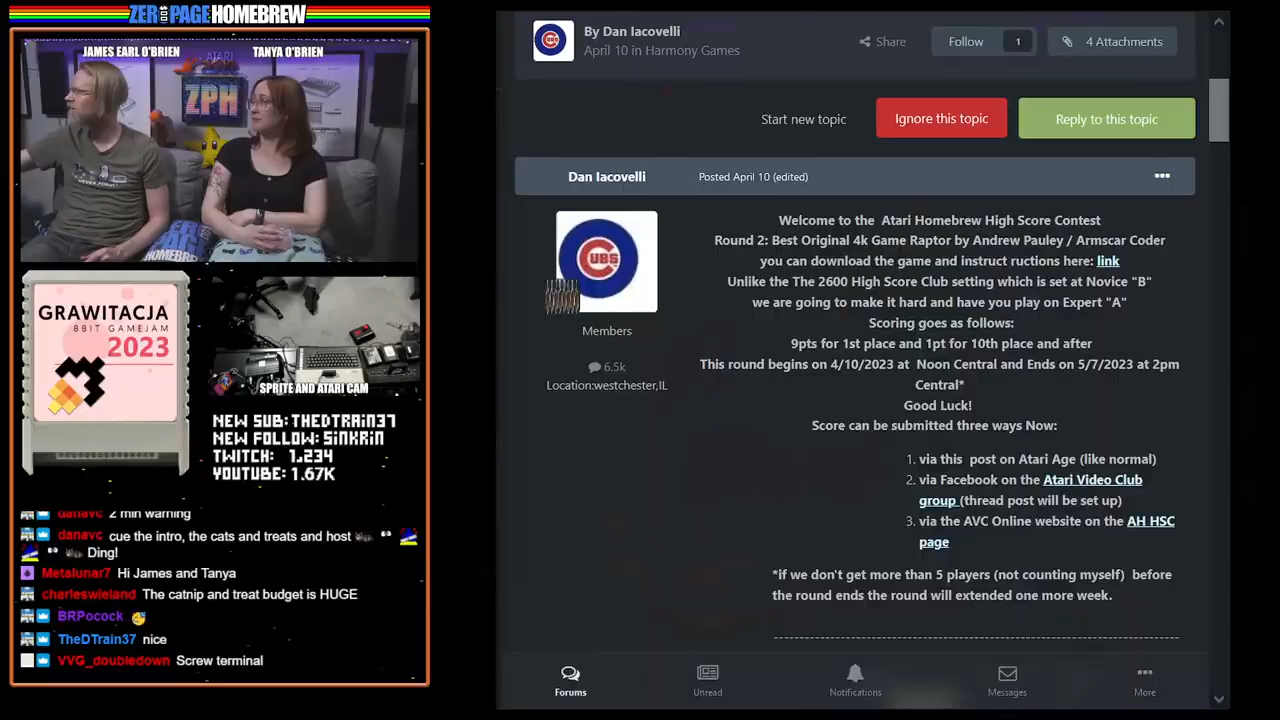 ZEROPAGE HOMEBREW
JAMES EARL O'BRIEN
TANYA O'BRIEN
ATARI
ZPH
GRAWITACJA
8BIT GAMEJAM
2023
SPRITE AND ATARI CAM
NEW SUB: THEDTRAIN37
NEW FOLLOW: SINKRIN
TWITCH: 1,234
YOUTUBE: 1.67K
danavc 2 min warning
danavc cue the intro, the cats and treats and host
Ding!
Metalunar7 Hi James and Tanya
charleswieland The catnip and treat budget is HUGE
BRPocock
TheDTrain37 nice
VVG_doubledown Screw terminal
By Dan Iacovelli
April 10 in Harmony Games
Share
Follow 1
4 Attachments
Start new topic
Ignore this topic
Reply to this topic
Dan Iacovelli
Posted April 10 (edited)
CUBS
Members
6.5k
Location:westchester,IL
Welcome to the Atari Homebrew High Score Contest
Round 2: Best Original 4k Game Raptor by Andrew Pauley / Armscar Coder
you can download the game and instruct ructions here: link
Unlike the The 2600 High Score Club setting which is set at Novice "B"
we are going to make it hard and have you play on Expert "A"
Scoring goes as follows:
9pts for 1st place and 1pt for 10th place and after
This round begins on 4/10/2023 at Noon Central and Ends on 5/7/2023 at 2pm
Central*
Good Luck!
Score can be submitted three ways Now:
1. via this post on Atari Age (like normal)
2. via Facebook on the Atari Video Club
group (thread post will be set up)
3. via the AVC Online website on the AH HSC
page
*if we don't get more than 5 players (not counting myself) before
the round ends the round will extended one more week.
Forums
Unread
Notifications
Messages
More